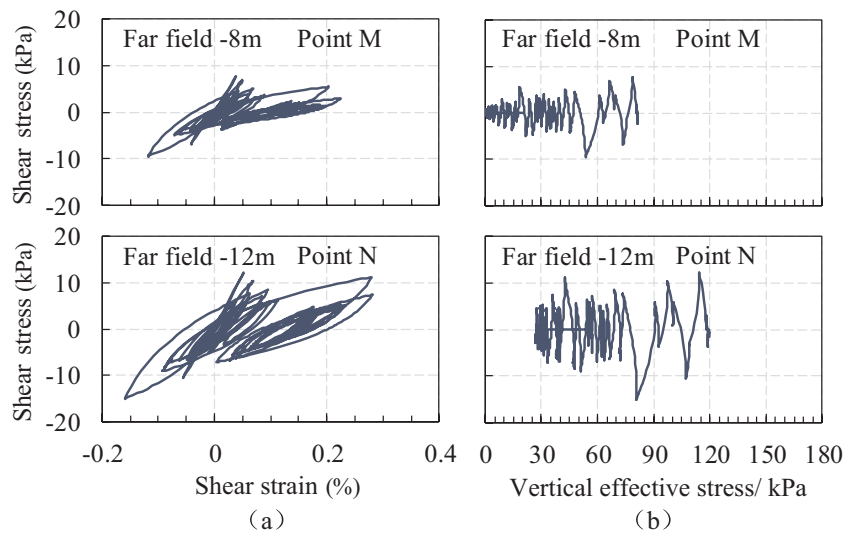 20
10
0
-10
-20
Shear stress (kPa)
Far field -8m Point M
Far field -8m Point M
20
10
0
-10
-20
Shear stress (kPa)
Far field -12m Point N
Far field -12m Point N
-0.2 0 0.2 0.4
0 30 60 90 120 150 180
Shear strain (%)
Vertical effective stress/ kPa
（a）
（b）